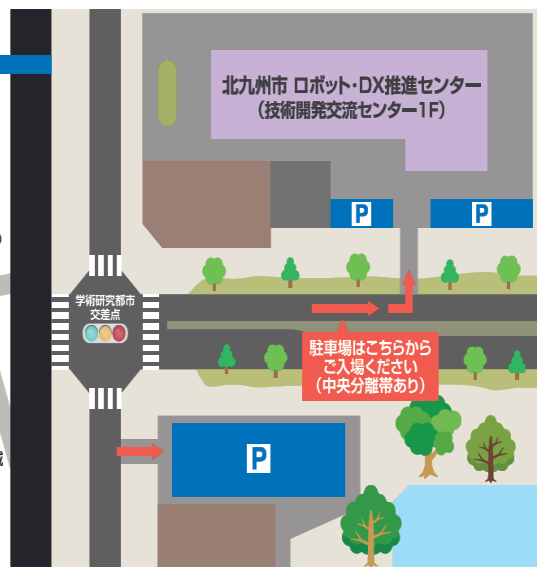 北九州市 ロボット・DX推進センター
（技術開発交流センター1F）
P
P
学術研究都市
交差点
駐車場はこちらから
ご入場ください
（中央分離帯あり）
P